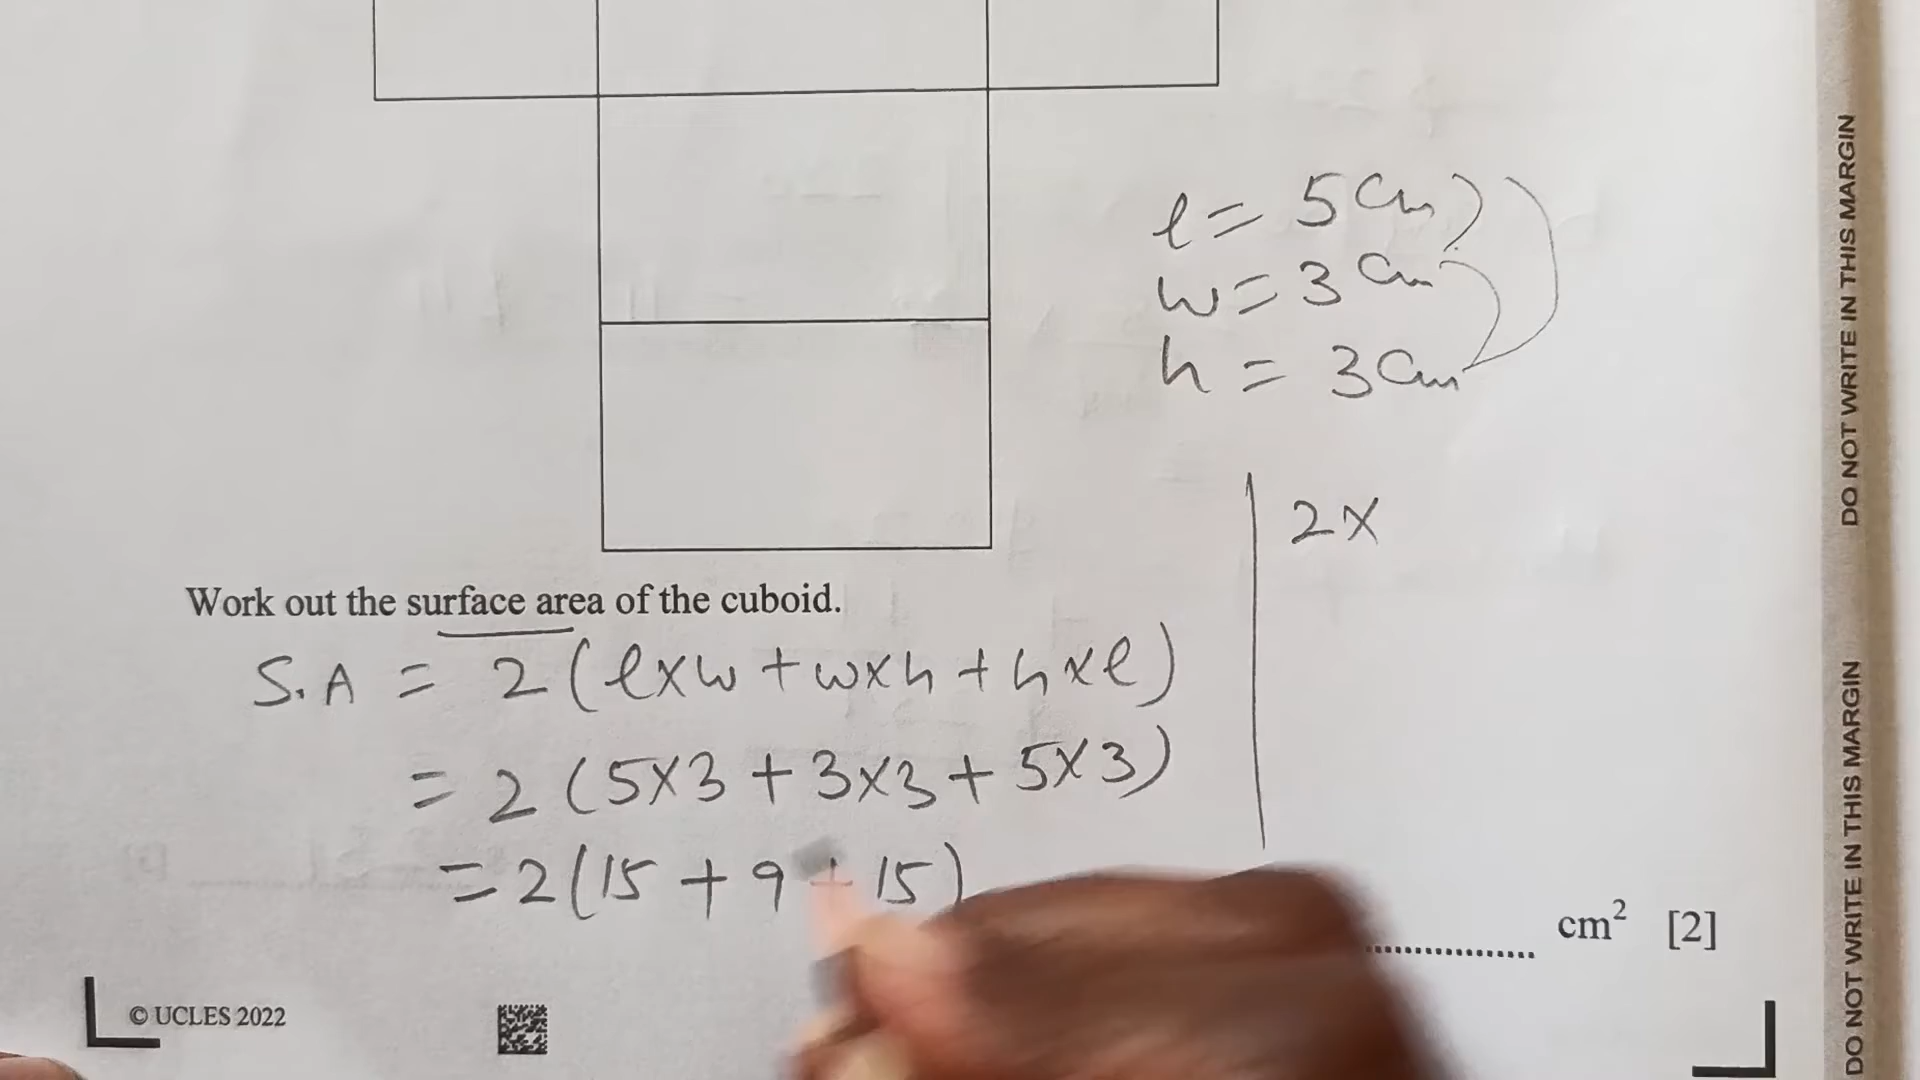 l = 5 cm
w = 3 cm
h = 3 cm
2 ×
Work out the surface area of the cuboid.
S.A = 2 (l×w + w×h + h×l)
= 2 (5×3 + 3×3 + 5×3)
= 2 (15 + 9 + 15)
cm² [2]
© UCLES 2022
DO NOT WRITE IN THIS MARGIN
DO NOT WRITE IN THIS MARGIN